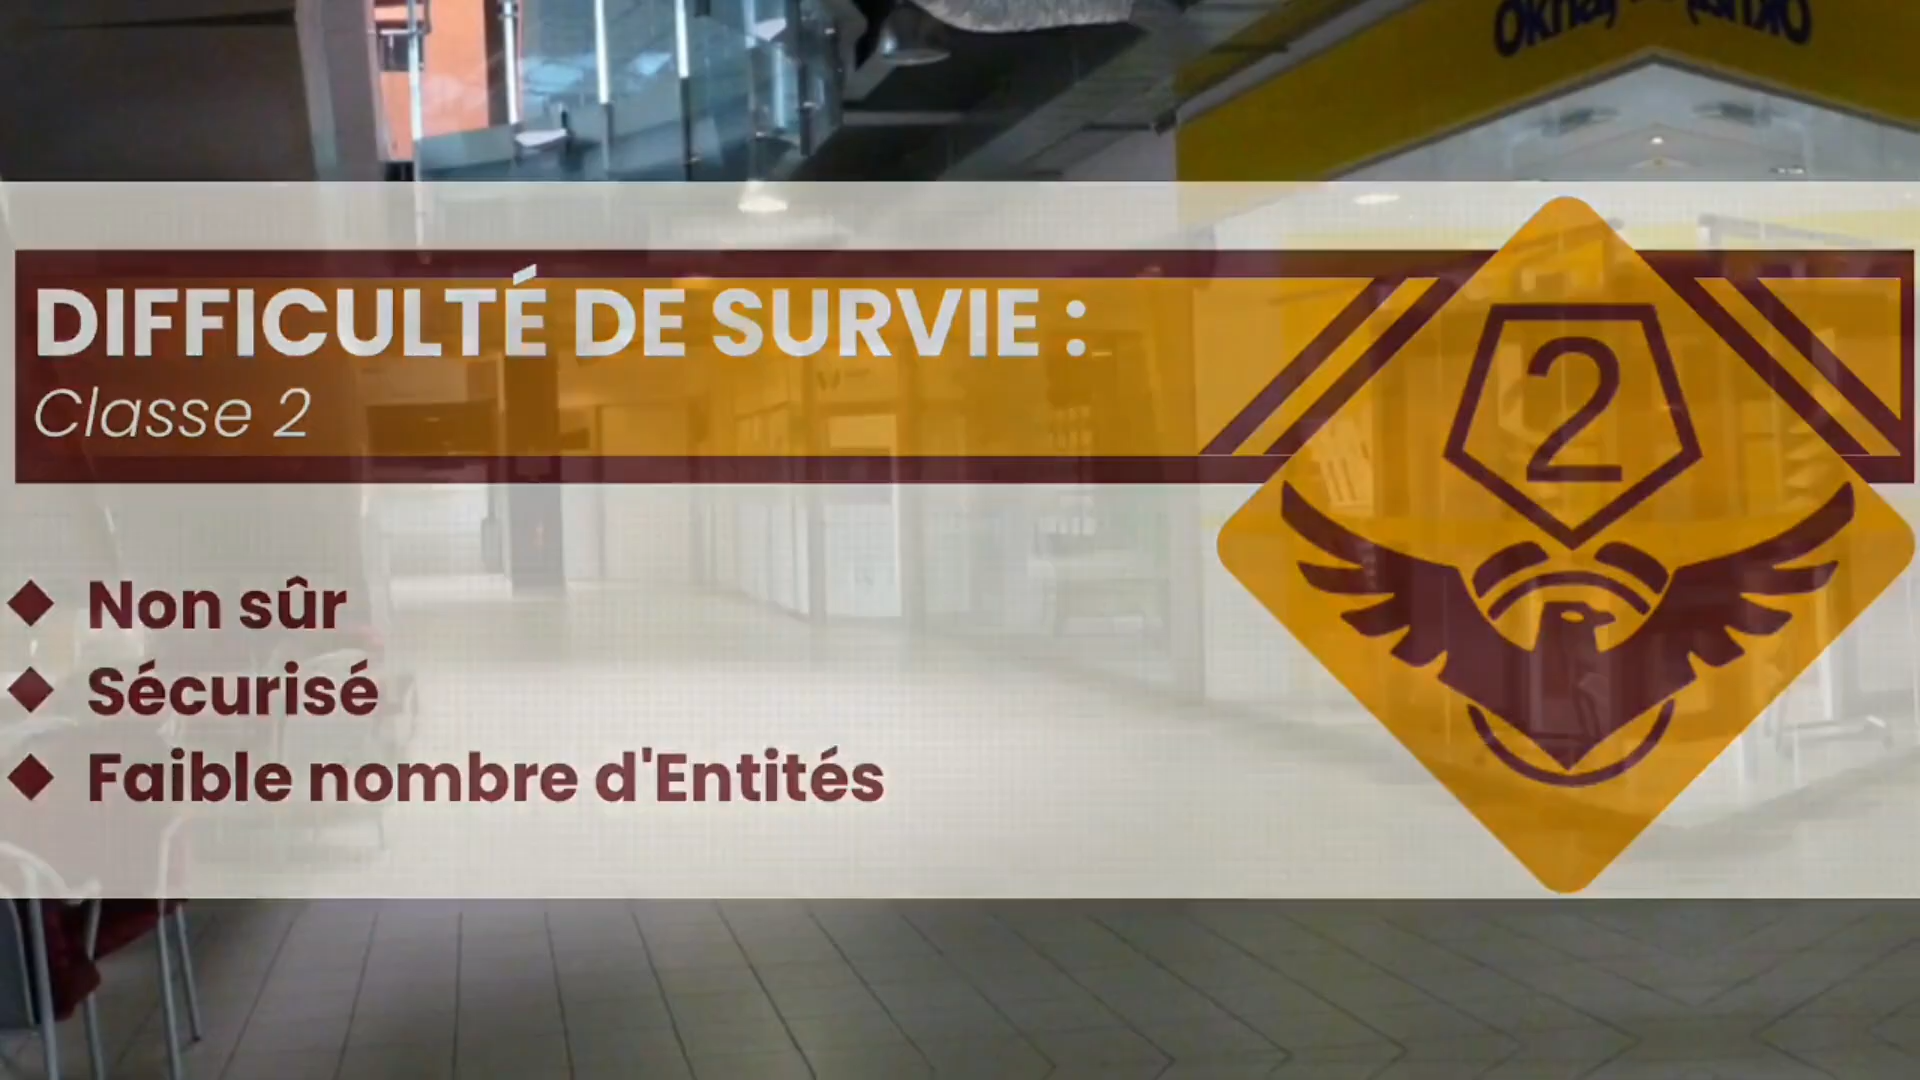 DIFFICULTÉ DE SURVIE :
Classe 2
2
Non sûr
Sécurisé
Faible nombre d'Entités